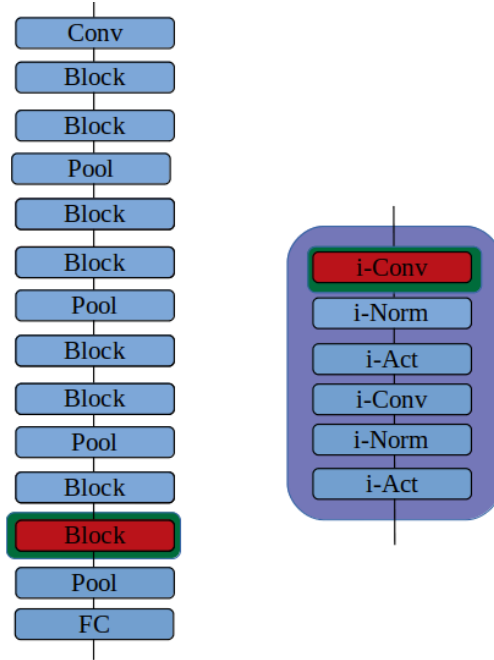 Conv
Block
Block
Pool
Block
Block
Pool
Block
Block
Pool
Block
Block
Pool
FC
i-Conv
i-Norm
i-Act
i-Conv
i-Norm
i-Act